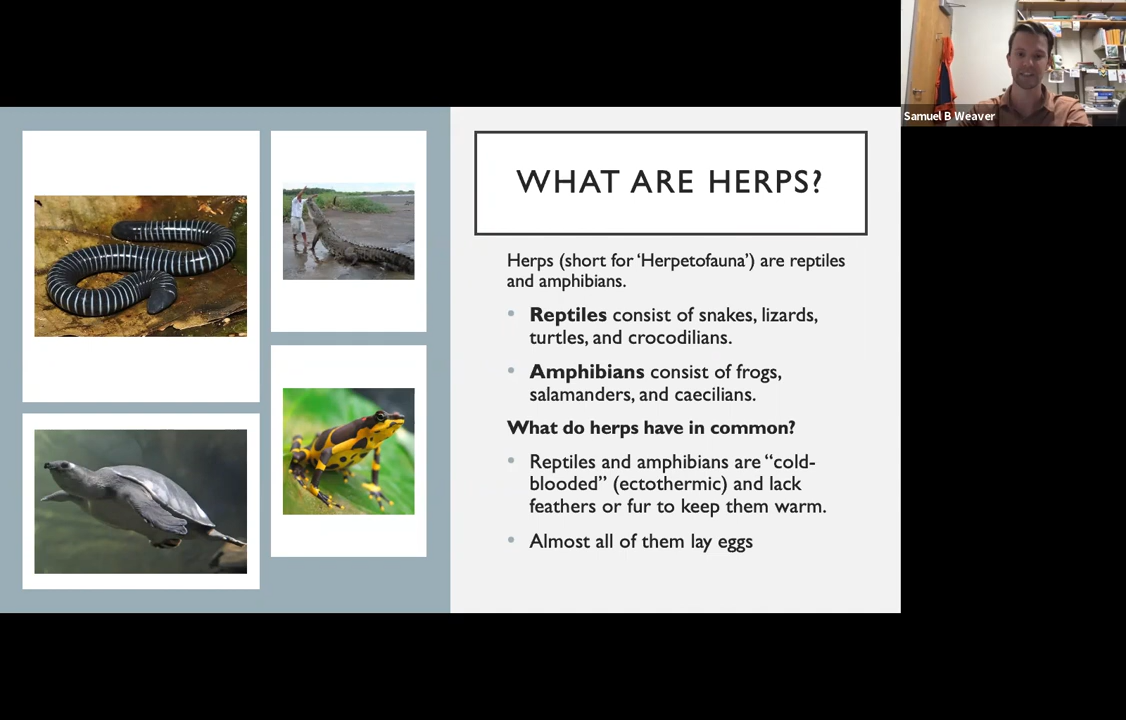 Samuel B Weaver
WHAT ARE HERPS?
Herps (short for ‘Herpetofauna’) are reptiles
and amphibians.
• Reptiles consist of snakes, lizards,
turtles, and crocodilians.
• Amphibians consist of frogs,
salamanders, and caecilians.
What do herps have in common?
• Reptiles and amphibians are “cold-
blooded” (ectothermic) and lack
feathers or fur to keep them warm.
• Almost all of them lay eggs